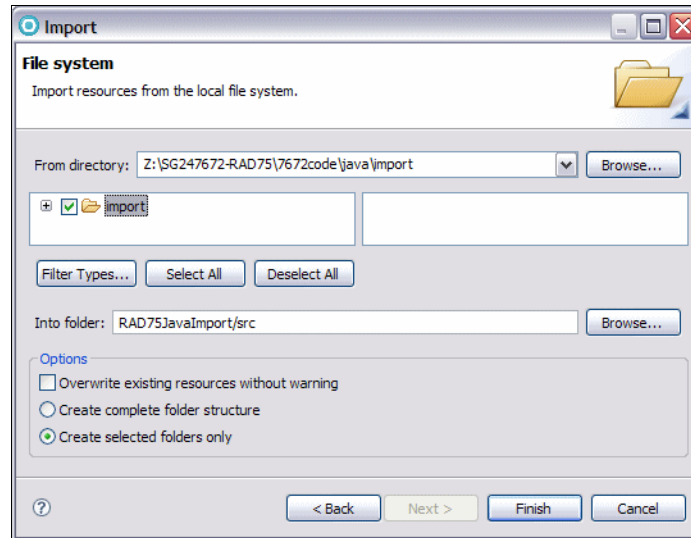 Import
File system
Import resources from the local file system.
From directory: Z:\SG247672-RAD75\7672code\java\import Browse...
import
Filter Types... Select All Deselect All
Into folder: RAD75JavaImport/src Browse...
Options
Overwrite existing resources without warning
Create complete folder structure
Create selected folders only
? < Back Next > Finish Cancel